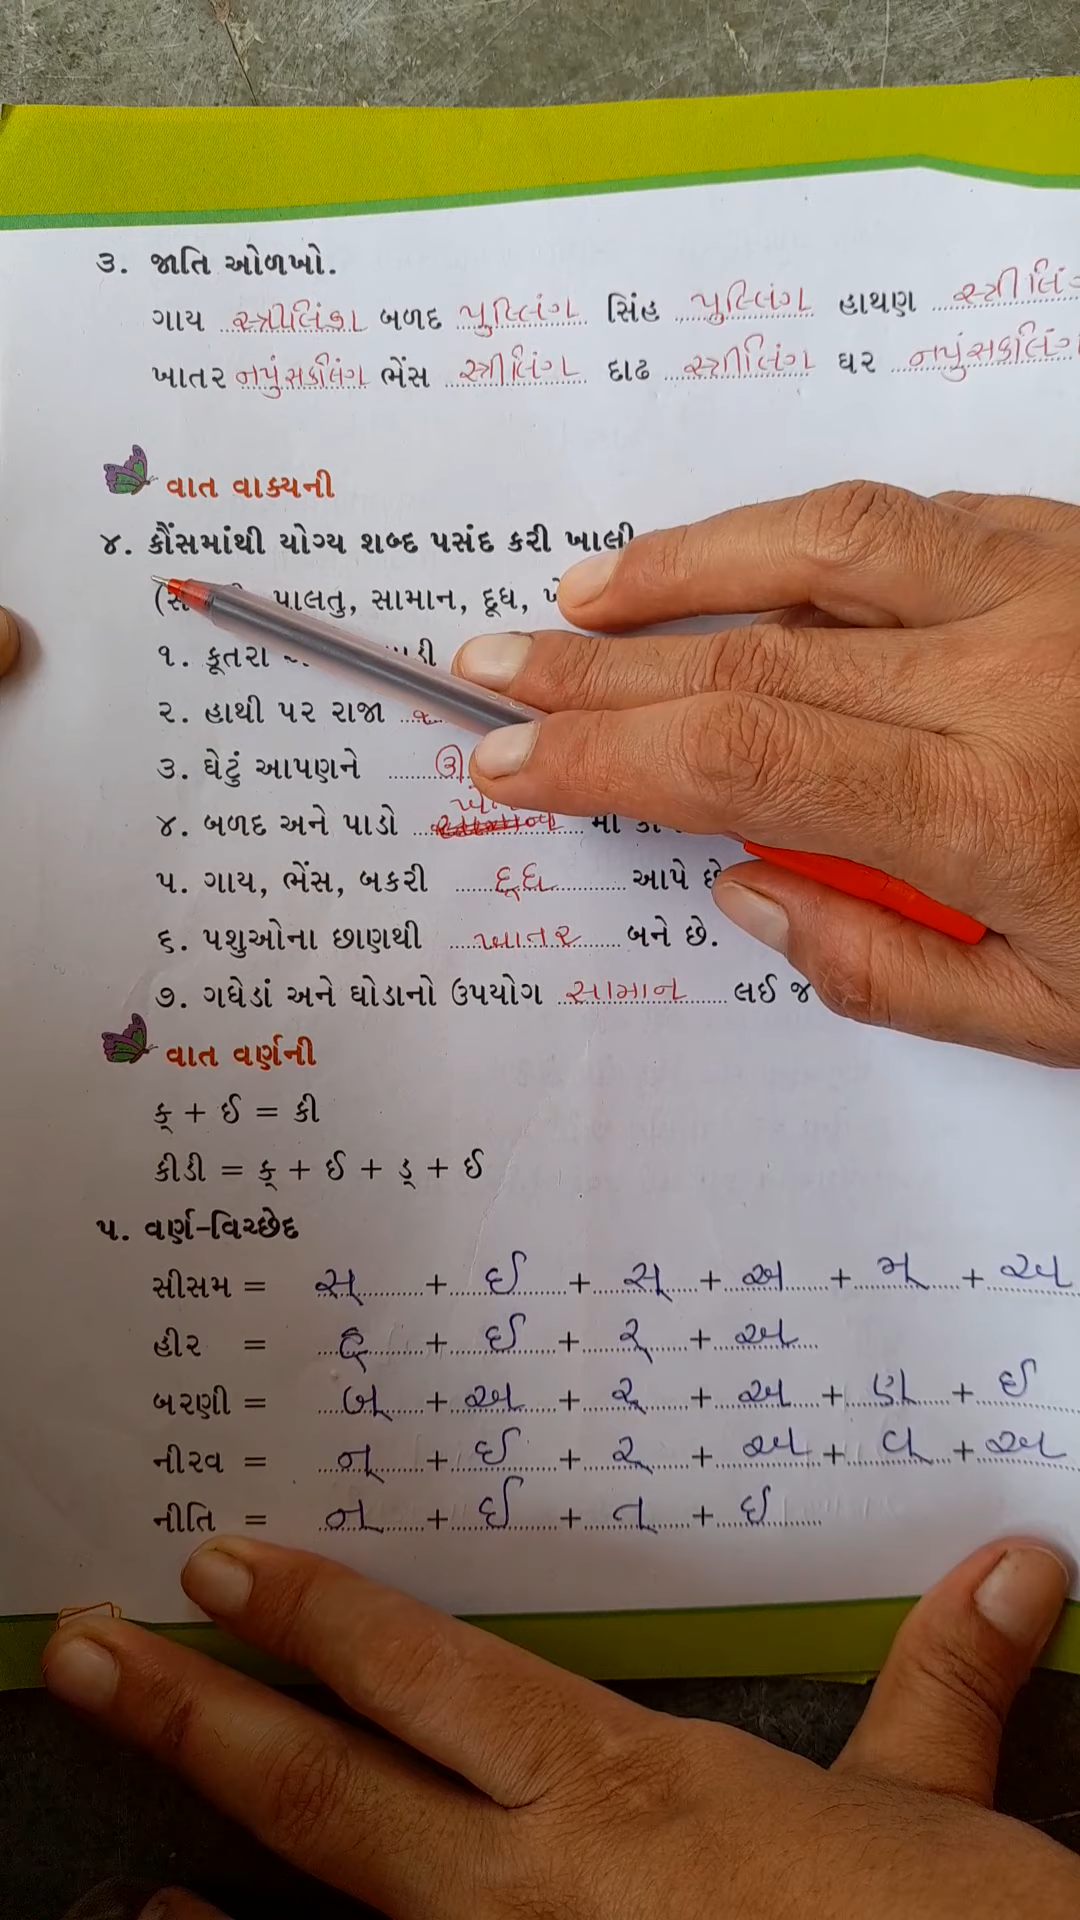 ૩. જાતિ ઓળખો.
ગાય સ્ત્રીલિંગ બળદ પુલ્લિંગ સિંહ પુલ્લિંગ હાથણ સ્ત્રીલિં
ખાતર નપુંસકલિંગ ભેંસ સ્ત્રીલિંગ દાઢ સ્ત્રીલિંગ ઘર નપુંસકલિંગ
વાત વાક્યની
૪. કૌંસમાંથી યોગ્ય શબ્દ પસંદ કરી ખાલી
પાલતુ, સામાન, દૂધ,
૧. કૂતરા
૨. હાથી પર રાજા
૩. ઘેટું આપણને
૪. બળદ અને પાડો
૫. ગાય, ભેંસ, બકરી દૂધ આપે છે
૬. પશુઓના છાણથી ખાતર બને છે.
૭. ગધેડાં અને ઘોડાનો ઉપયોગ સામાન લઈ જ
વાત વર્ણની
ક્ + ઈ = કી
કીડી = ક્ + ઈ + ડ્ + ઈ
૫. વર્ણ-વિચ્છેદ
સીસમ = સ્ + ઈ + સ્ + અ + મ્ + અ
હીર = હ્ + ઈ + ર્ + અ
બરણી = બ્ + અ + ર્ + અ + ણ્ + ઈ
નીરવ = ન્ + ઈ + ર્ + અ + વ્ + અ
નીતિ = ન્ + ઈ + ત્ + ઈ